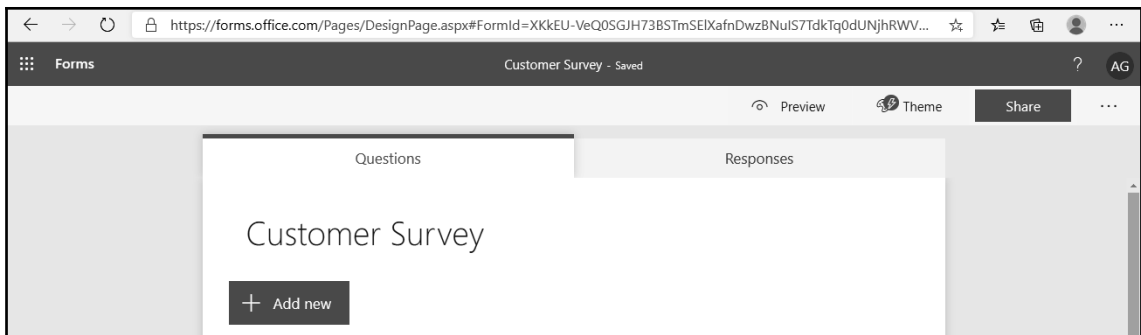 https://forms.office.com/Pages/DesignPage.aspx#FormId=XKkEU-VeQ0SGJH73BSTmSElXafnDwzBNulS7TdkTq0dUNjhRWV...
Forms
Customer Survey - Saved
? AG
Preview
Theme
Share
...
Questions
Responses
Customer Survey
+ Add new